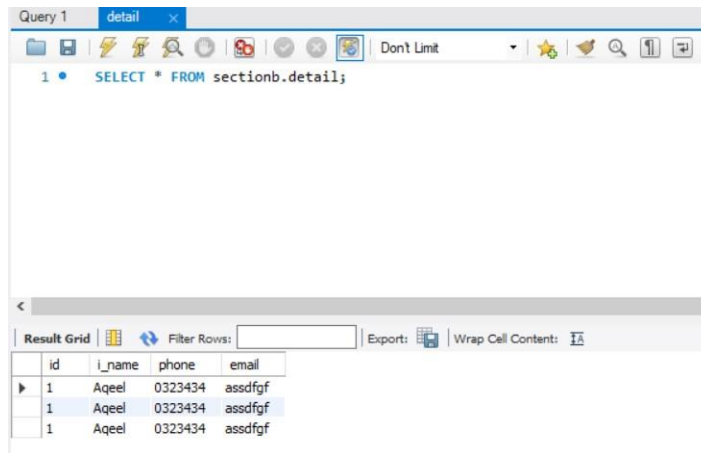 Query 1 detail
Don't Limit
1 SELECT * FROM sectionb.detail;
Result Grid Filter Rows: Export: Wrap Cell Content:
id i_name phone email
1 Aqeel 0323434 assdfgf
1 Aqeel 0323434 assdfgf
1 Aqeel 0323434 assdfgf